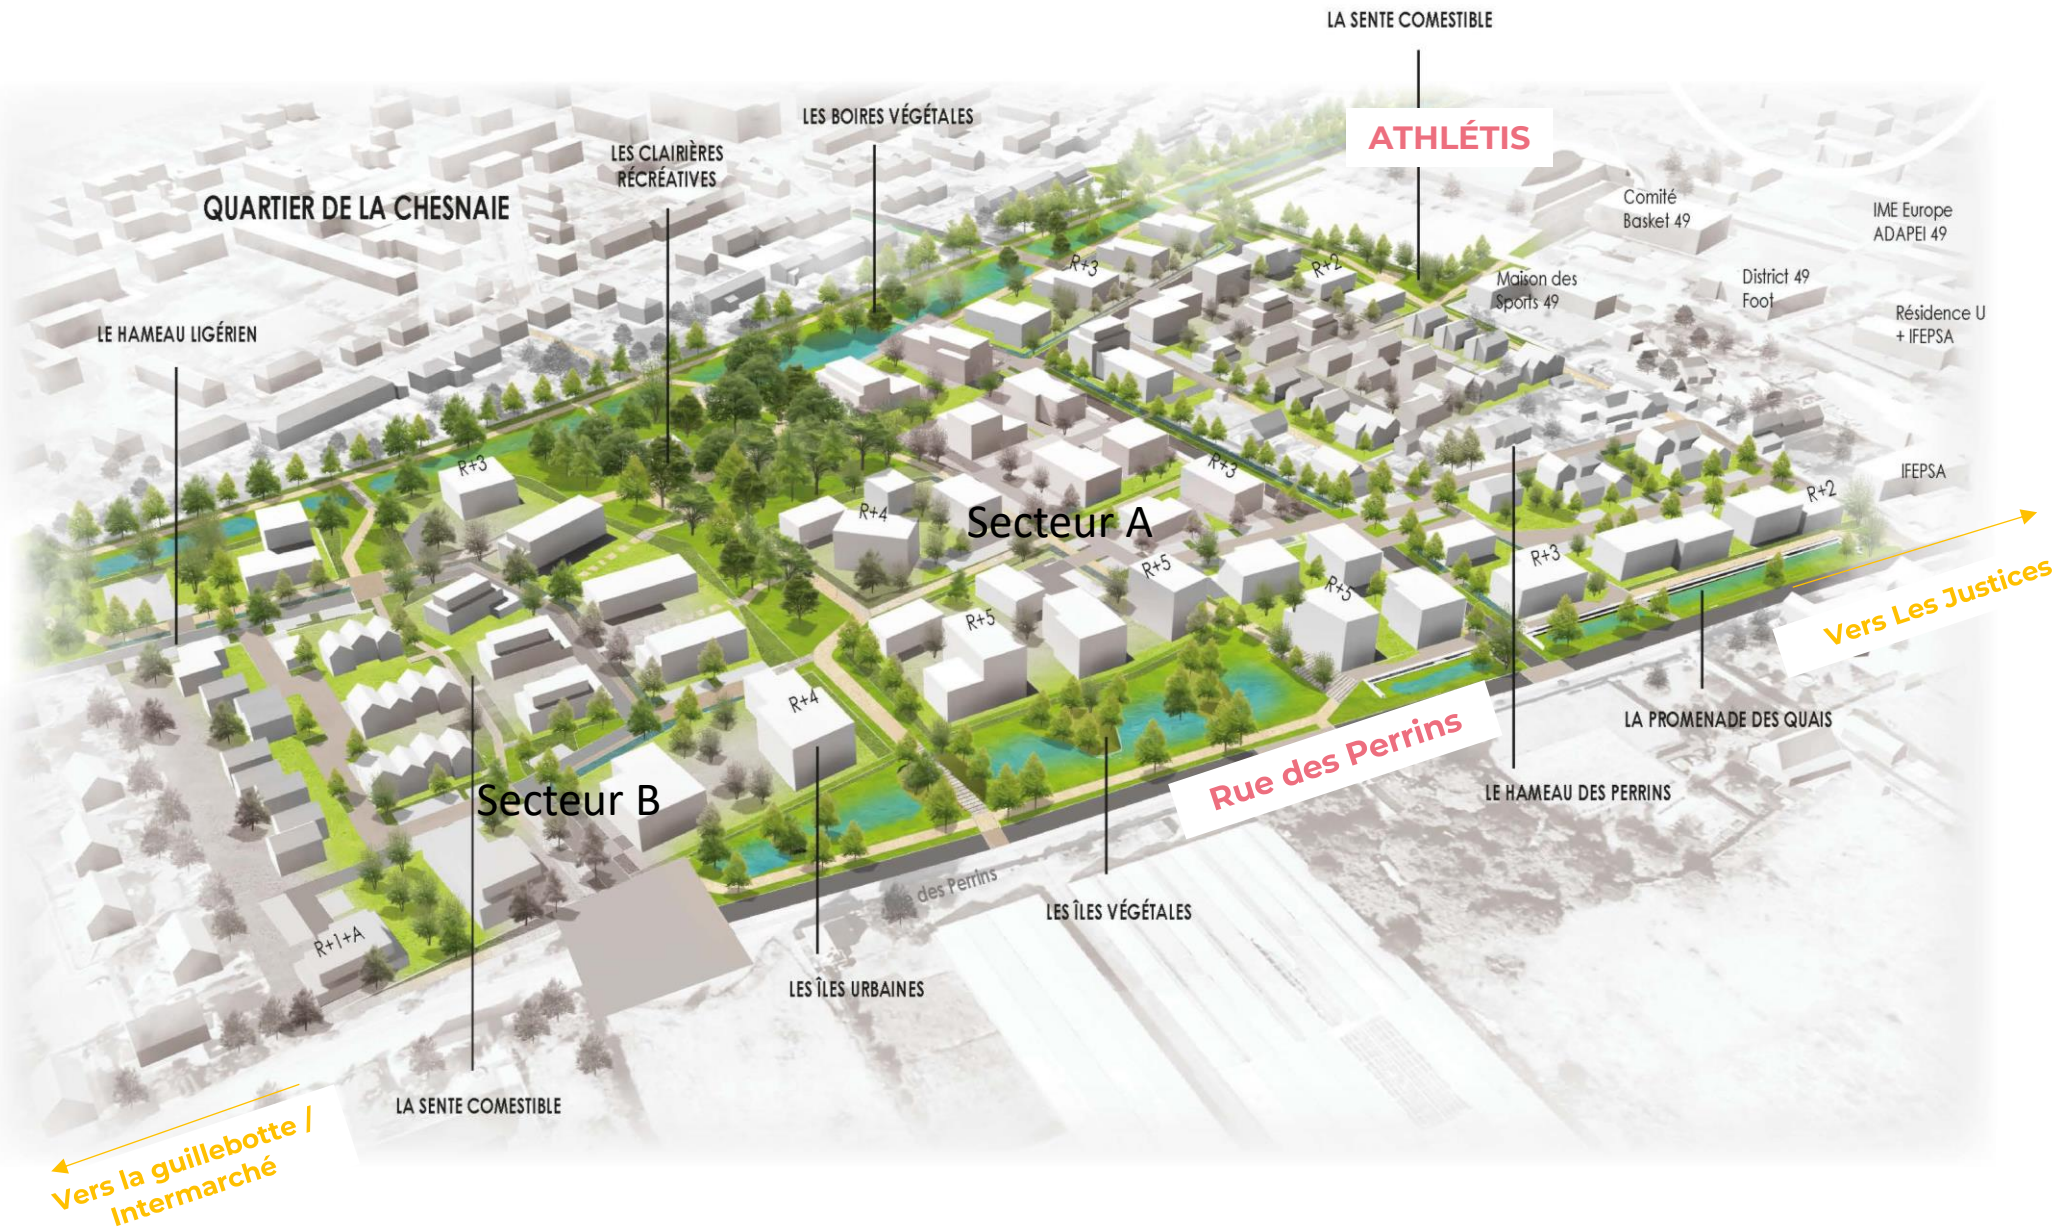 LA SENTE COMESTIBLE
ATHLÉTIS
LES BOIRES VÉGÉTALES
LES CLAIRIÈRES
RÉCRÉATIVES
QUARTIER DE LA CHESNAIE
Comité
Basket 49
IME Europe
ADAPEI 49
R+3
R+2
Maison des
Sports 49
District 49
Foot
Résidence U
+ IFEPSA
LE HAMEAU LIGÉRIEN
R+3
R+3
IFEPSA
R+2
R+4
Secteur A
R+5
R+3
R+5
R+5
Vers Les Justices
R+4
LA PROMENADE DES QUAIS
Rue des Perrins
LE HAMEAU DES PERRINS
Secteur B
des Perrins
LES ÎLES VÉGÉTALES
R+1+A
LES ÎLES URBAINES
LA SENTE COMESTIBLE
Vers la guillebotte /
Intermarché